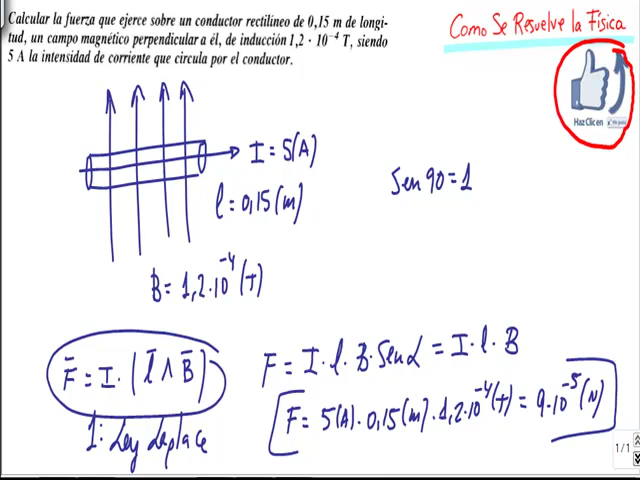 Calcular la fuerza que ejerce sobre un conductor rectilíneo de 0,15 m de longi-
tud, un campo magnético perpendicular a él, de inducción 1,2 · 10⁻⁴ T, siendo
5 A la intensidad de corriente que circula por el conductor.
Como Se Resuelve la Física
Haz Clic en
I = 5(A)
l = 0,15(m)
Sen 90 = 1
B = 1,2·10⁻⁴(T)
F̄ = I · (l̄ ∧ B̄)
1ª Ley Laplace
F = I · l · B · Sen α = I · l · B
F = 5(A) · 0,15(m) · 1,2·10⁻⁴(T) = 9·10⁻⁵(N)
1/1